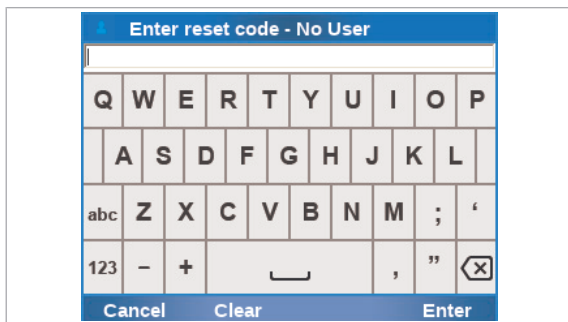 Enter reset code - No User
Q W E R T Y U I O P
A S D F G H J K L
abc Z X C V B N M ; ‘
123 - + , ”
Cancel Clear Enter